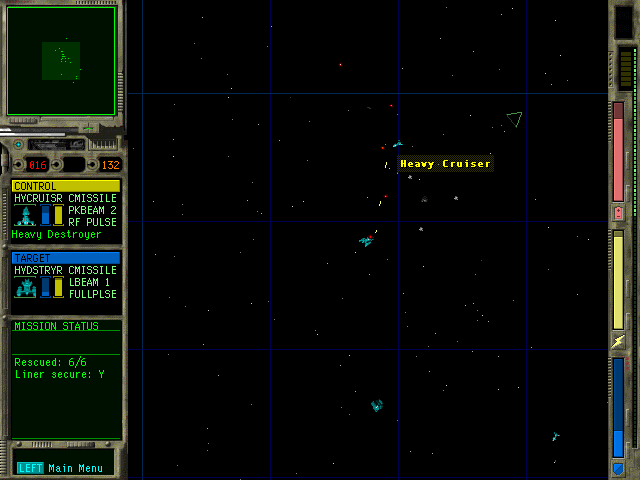 016 132
CONTROL
HVCRUISR CMISSILE
PKBEAM 2
RF PULSE
Heavy Destroyer
TARGET
HVDSTRYR CMISSILE
LBEAM 1
FULLPLSE
MISSION STATUS
Rescued: 6/6
Liner secure: Y
LEFT Main Menu
Heavy Cruiser